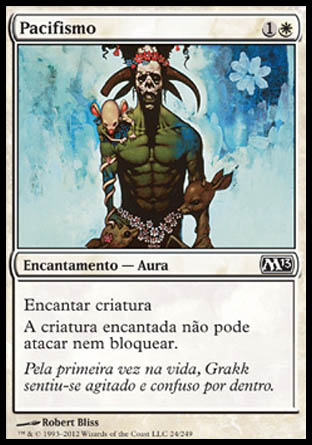 Pacifismo 1
Encantamento — Aura M13
Encantar criatura
A criatura encantada não pode
atacar nem bloquear.
Pela primeira vez na vida, Grakk
sentiu-se agitado e confuso por dentro.
Robert Bliss
™ & © 1993–2012 Wizards of the Coast LLC 24/249